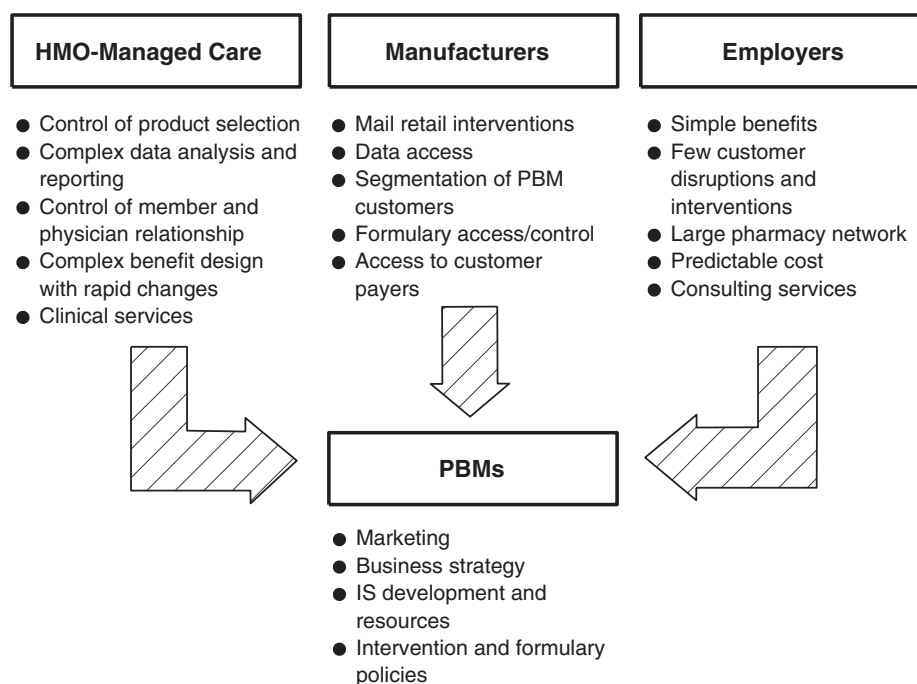 HMO-Managed Care
● Control of product selection
● Complex data analysis and
reporting
● Control of member and
physician relationship
● Complex benefit design
with rapid changes
● Clinical services
Manufacturers
● Mail retail interventions
● Data access
● Segmentation of PBM
customers
● Formulary access/control
● Access to customer
payers
Employers
● Simple benefits
● Few customer
disruptions and
interventions
● Large pharmacy network
● Predictable cost
● Consulting services
PBMs
● Marketing
● Business strategy
● IS development and
resources
● Intervention and formulary
policies